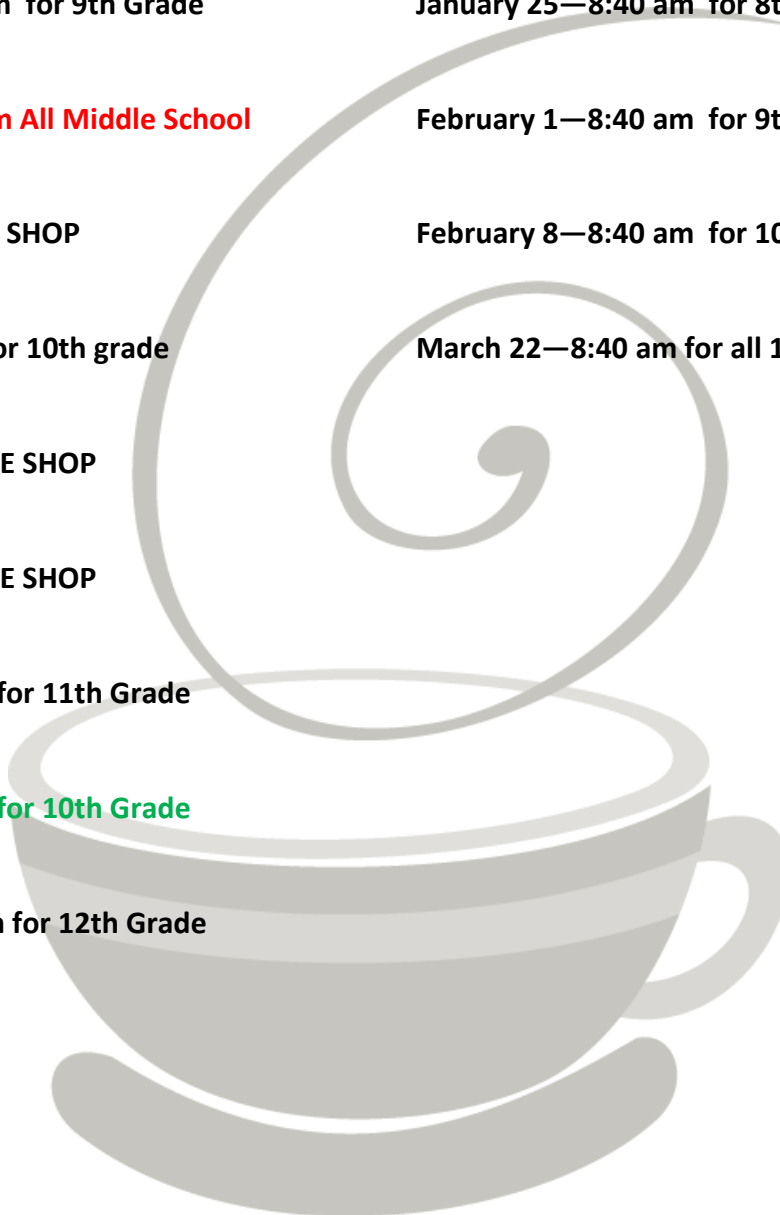 for 9th Grade
January 25—8:40 am for 8t
All Middle School
February 1—8:40 am for 9t
SHOP
February 8—8:40 am for 10
10th grade
March 22—8:40 am for all 1
E SHOP
E SHOP
for 11th Grade
for 10th Grade
for 12th Grade